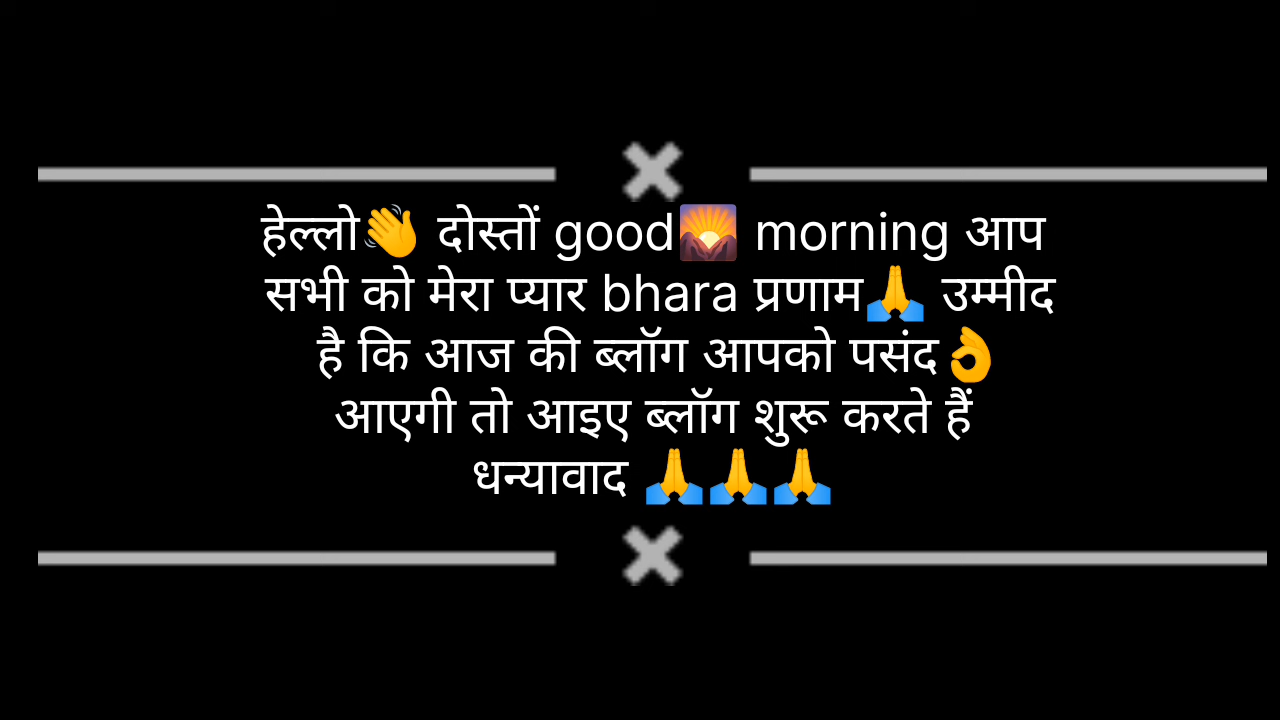 हेल्लो👋 दोस्तों good🌄 morning आप
सभी को मेरा प्यार bhara प्रणाम🙏 उम्मीद
है कि आज की ब्लॉग आपको पसंद👌
आएगी तो आइए ब्लॉग शुरू करते हैं
धन्यावाद 🙏🙏🙏